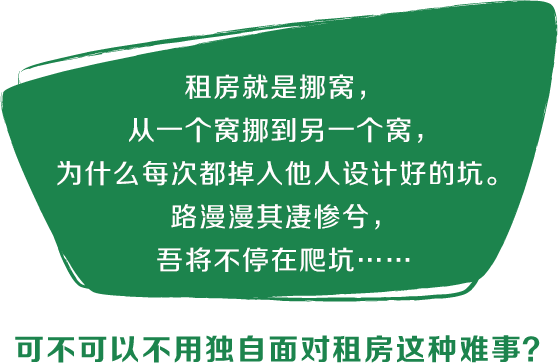 租房就是挪窝，
从一个窝挪到另一个窝，
为什么每次都掉入他人设计好的坑。
路漫漫其凄惨兮，
吾将不停在爬坑……
可不可以不用独自面对租房这种难事？